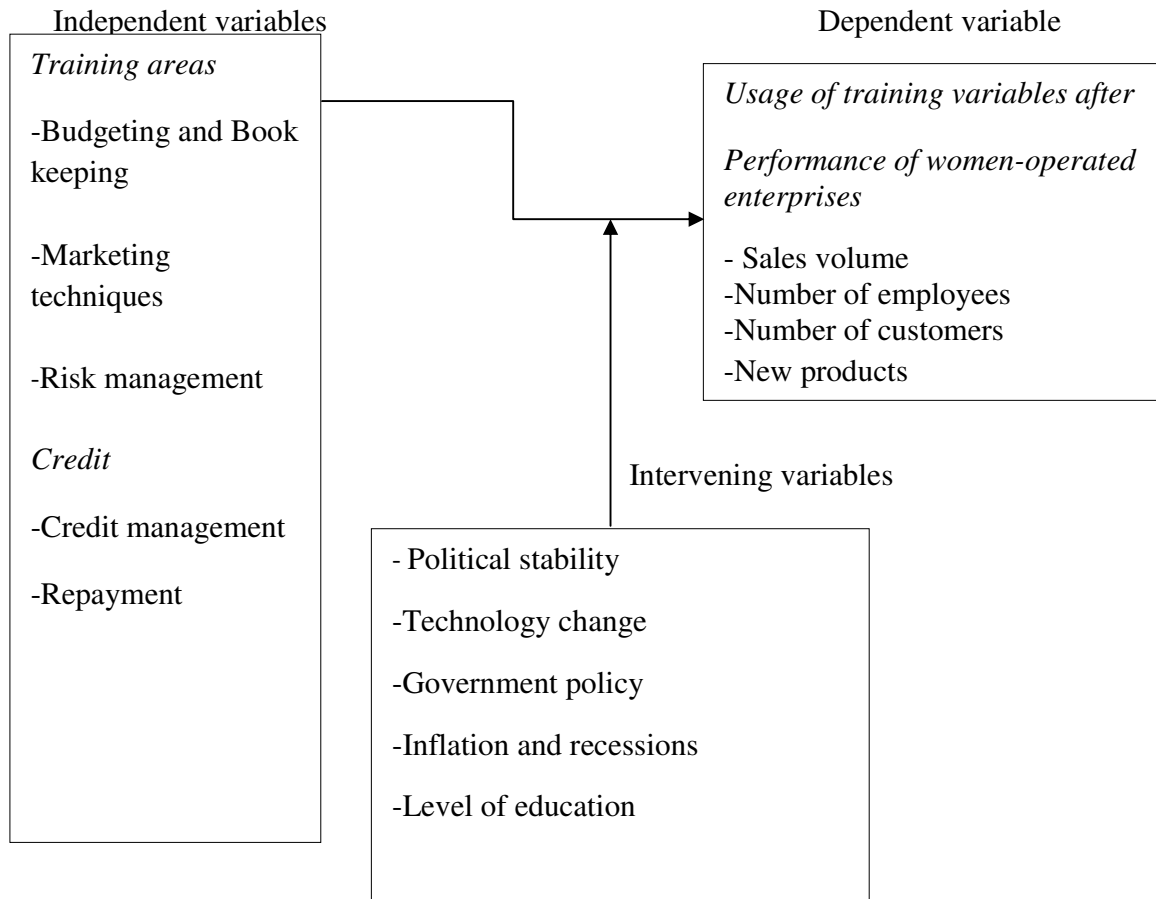 Independent variables
Training areas
-Budgeting and Book
keeping
-Marketing
techniques
-Risk management
Credit
-Credit management
-Repayment
Dependent variable
Usage of training variables after
Performance of women-operated
enterprises
- Sales volume
-Number of employees
-Number of customers
-New products
Intervening variables
- Political stability
-Technology change
-Government policy
-Inflation and recessions
-Level of education